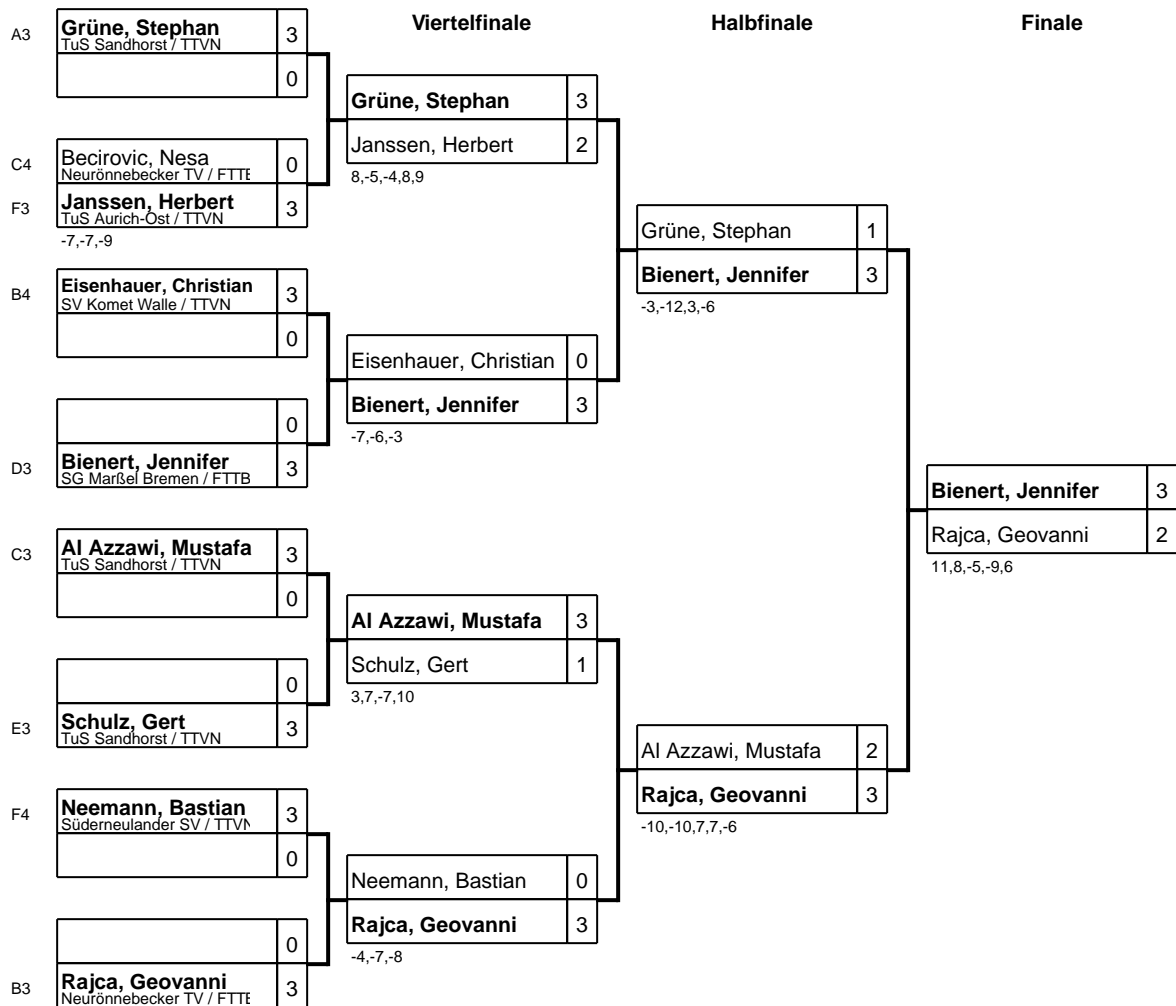 Viertelfinale Halbfinale Finale
A3 Grüne, Stephan 3
TuS Sandhorst / TTVN
0
C4 Becirovic, Nesa 0
Neurönnebecker TV / FTTB
F3 Janssen, Herbert 3
TuS Aurich-Ost / TTVN
-7,-7,-9
B4 Eisenhauer, Christian 3
SV Komet Walle / TTVN
0
0
D3 Bienert, Jennifer 3
SG Marßel Bremen / FTTB
C3 Al Azzawi, Mustafa 3
TuS Sandhorst / TTVN
0
0
E3 Schulz, Gert 3
TuS Sandhorst / TTVN
F4 Neemann, Bastian 3
Süderneulander SV / TTVN
0
0
B3 Rajca, Geovanni 3
Neurönnebecker TV / FTTB
Grüne, Stephan 3
Janssen, Herbert 2
8,-5,-4,8,9
Eisenhauer, Christian 0
Bienert, Jennifer 3
-7,-6,-3
Al Azzawi, Mustafa 3
Schulz, Gert 1
3,7,-7,10
Neemann, Bastian 0
Rajca, Geovanni 3
-4,-7,-8
Grüne, Stephan 1
Bienert, Jennifer 3
-3,-12,3,-6
Al Azzawi, Mustafa 2
Rajca, Geovanni 3
-10,-10,7,7,-6
Bienert, Jennifer 3
Rajca, Geovanni 2
11,8,-5,-9,6